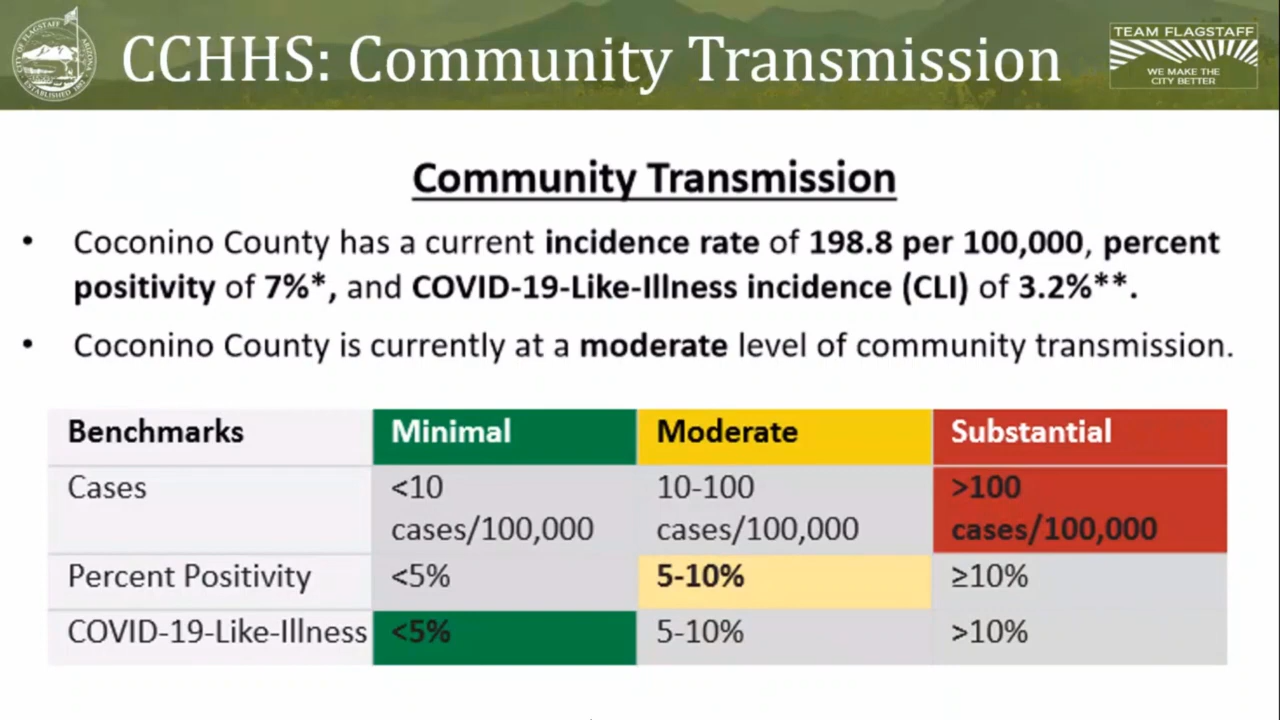 CCHHS: Community Transmission
TEAM FLAGSTAFF
WE MAKE THE
CITY BETTER
Community Transmission
• Coconino County has a current incidence rate of 198.8 per 100,000, percent
positivity of 7%*, and COVID-19-Like-Illness incidence (CLI) of 3.2%**.
• Coconino County is currently at a moderate level of community transmission.
Benchmarks Minimal Moderate Substantial
Cases <10 10-100 >100
cases/100,000 cases/100,000 cases/100,000
Percent Positivity <5% 5-10% ≥10%
COVID-19-Like-Illness <5% 5-10% >10%